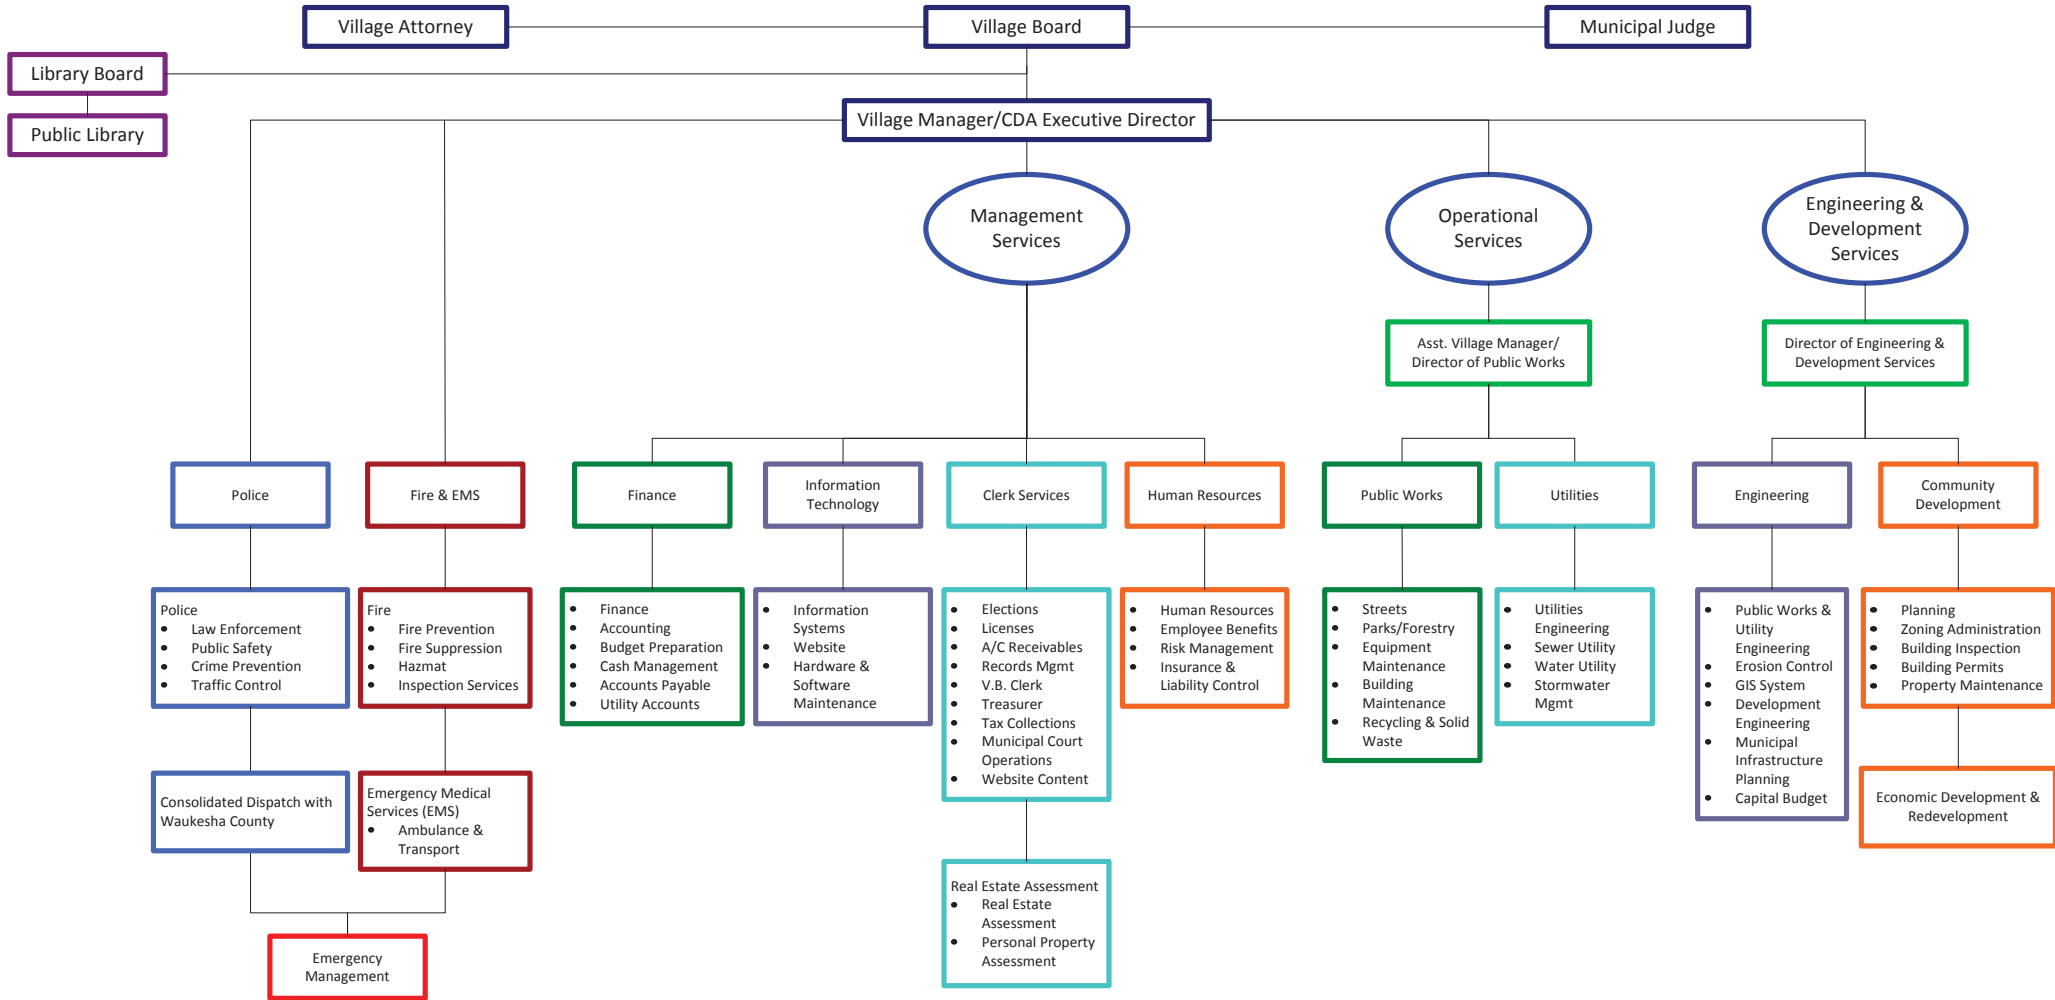 Village Attorney
Village Board
Municipal Judge
Library Board
Public Library
Village Manager/CDA Executive Director
Management
Services
Operational
Services
Engineering &
Development
Services
Asst. Village Manager/
Director of Public Works
Director of Engineering &
Development Services
Police
Fire & EMS
Finance
Information
Technology
Clerk Services
Human Resources
Public Works
Utilities
Engineering
Community
Development
Police
• Law Enforcement
• Public Safety
• Crime Prevention
• Traffic Control
Fire
• Fire Prevention
• Fire Suppression
• Hazmat
• Inspection Services
• Finance
• Accounting
• Budget Preparation
• Cash Management
• Accounts Payable
• Utility Accounts
• Information
Systems
• Website
• Hardware &
Software
Maintenance
• Elections
• Licenses
• A/C Receivables
• Records Mgmt
• V.B. Clerk
• Treasurer
• Tax Collections
• Municipal Court
Operations
• Website Content
• Human Resources
• Employee Benefits
• Risk Management
• Insurance &
Liability Control
• Streets
• Parks/Forestry
• Equipment
Maintenance
• Building
Maintenance
• Recycling & Solid
Waste
• Utilities
Engineering
• Sewer Utility
• Water Utility
• Stormwater
Mgmt
• Public Works &
Utility
Engineering
• Erosion Control
• GIS System
• Development
Engineering
• Municipal
Infrastructure
Planning
• Capital Budget
• Planning
• Zoning Administration
• Building Inspection
• Building Permits
• Property Maintenance
Consolidated Dispatch with
Waukesha County
Emergency Medical
Services (EMS)
• Ambulance &
Transport
Economic Development &
Redevelopment
Real Estate Assessment
• Real Estate
Assessment
• Personal Property
Assessment
Emergency
Management